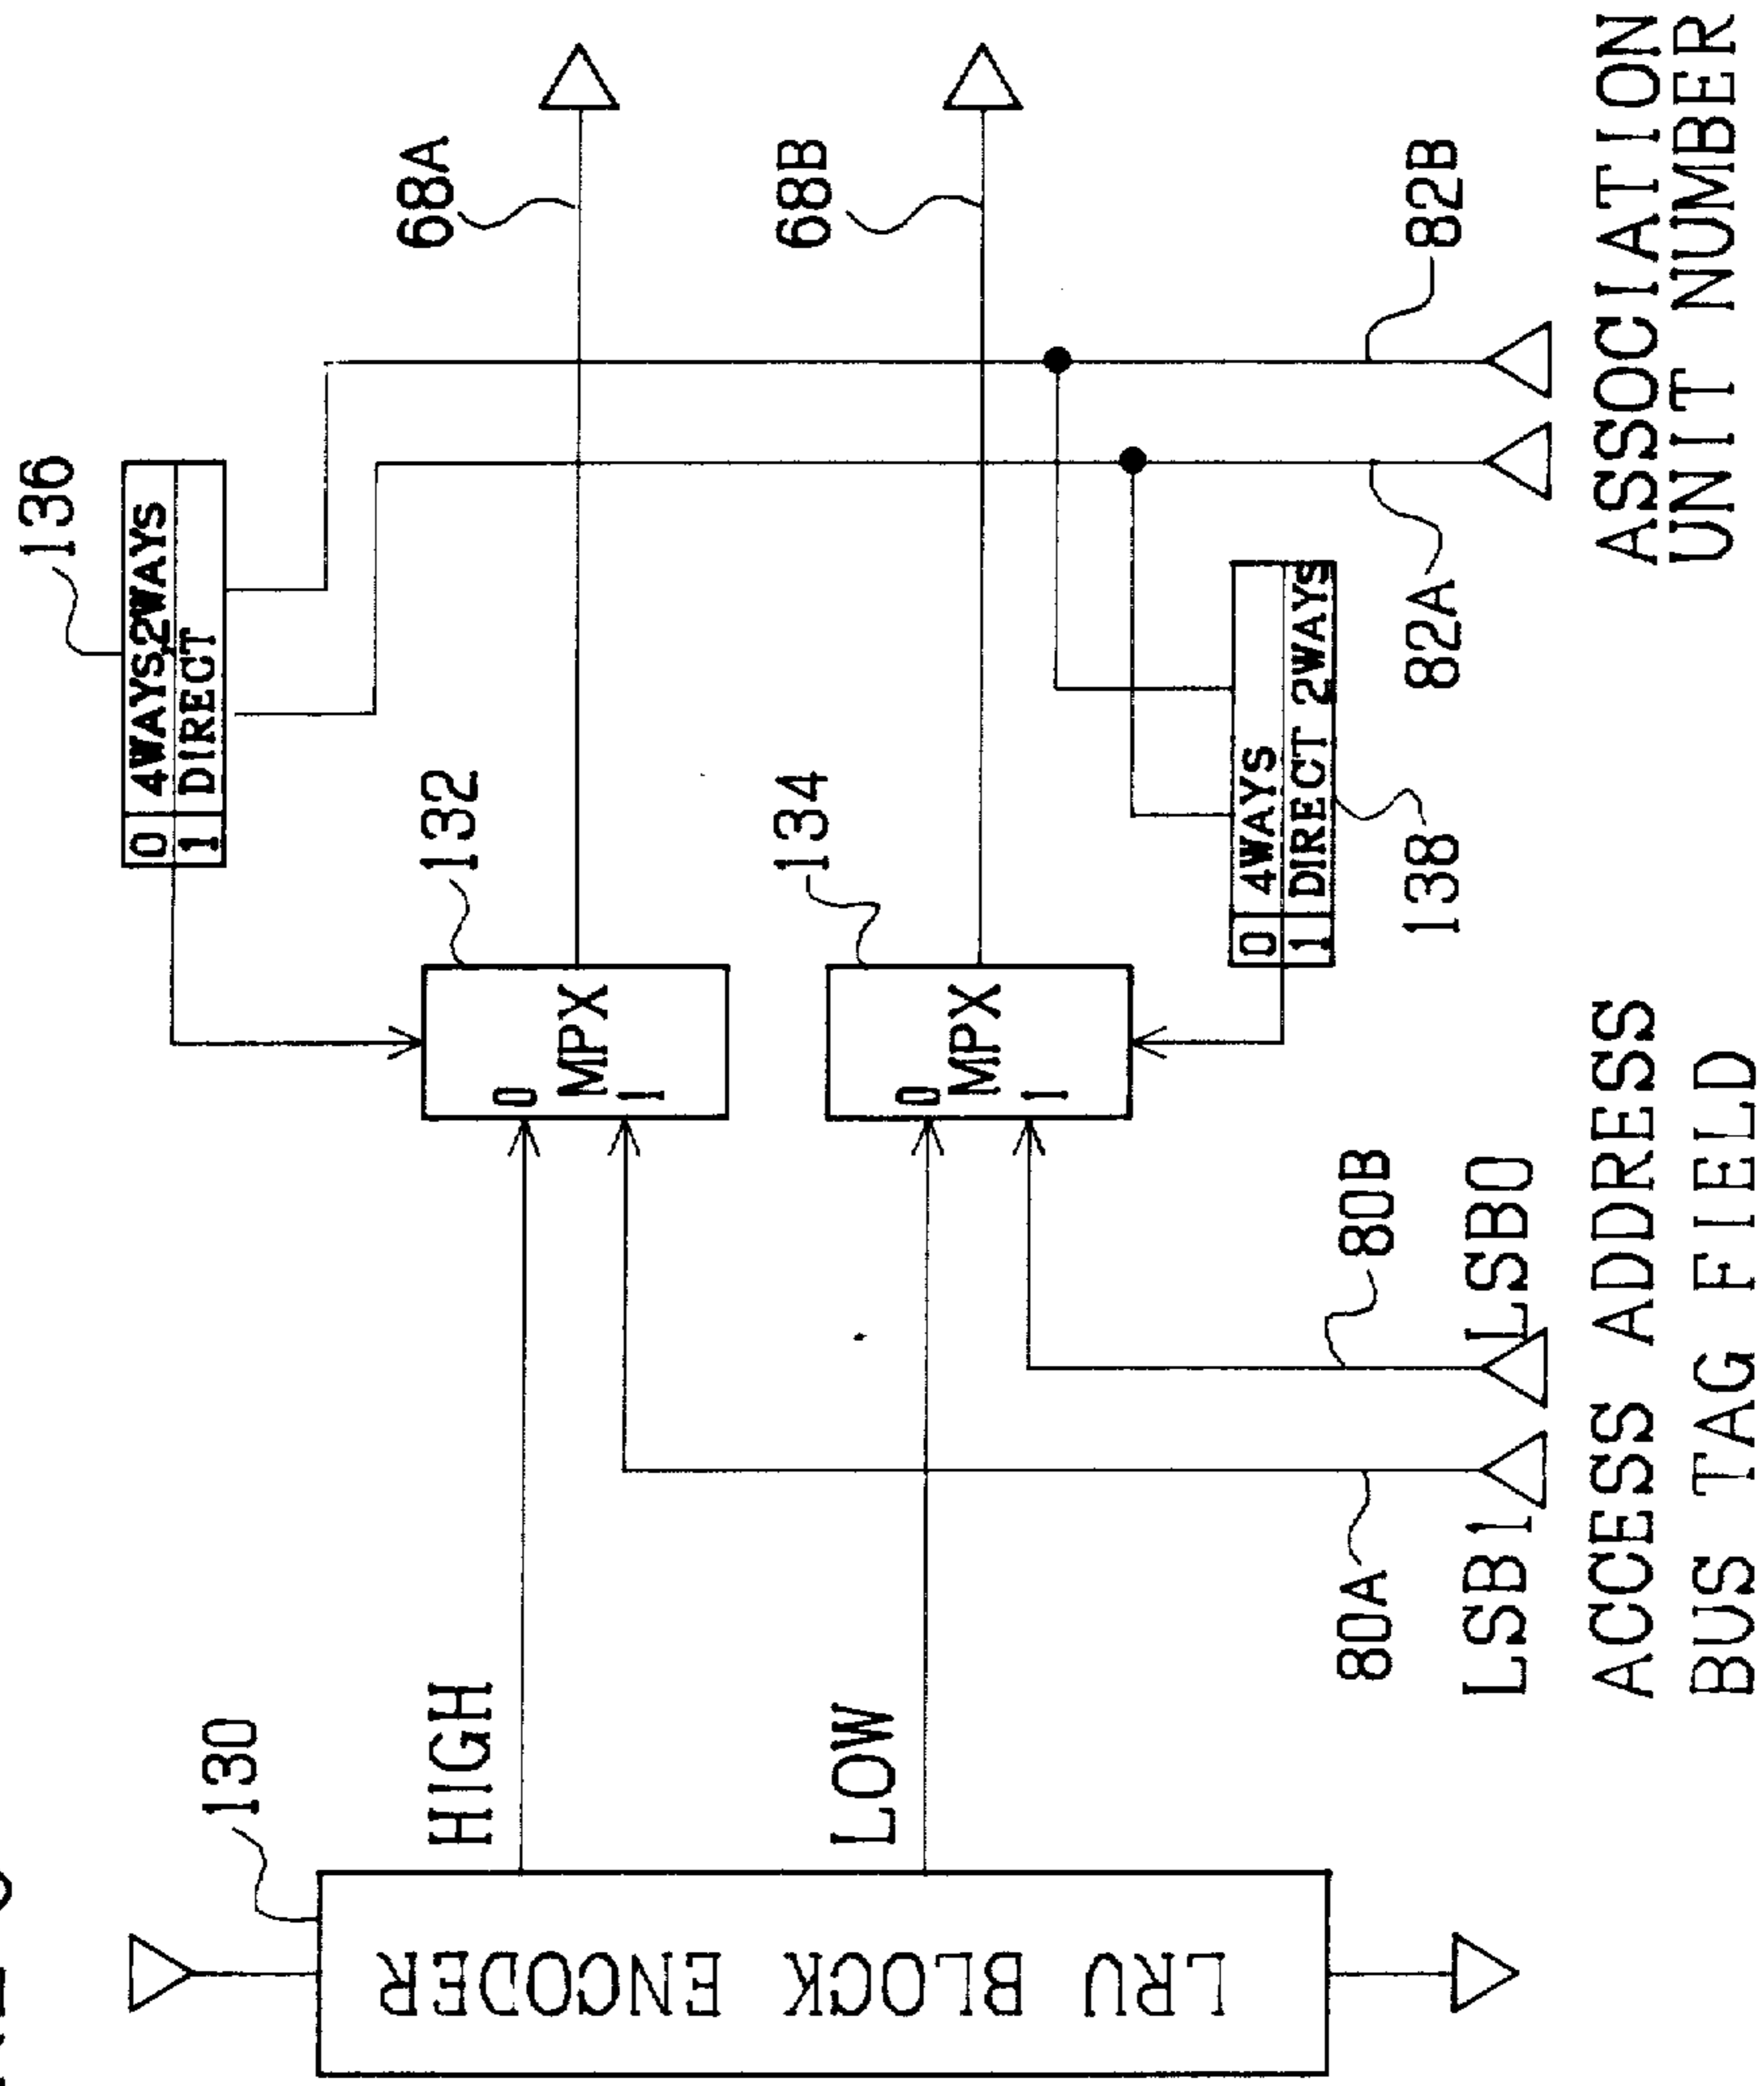 136
0 4WAYS 2WAYS
1 DIRECT
130
HIGH
132
0
MPX
1
68A
LRU BLOCK ENCODER
LOW
134
0
MPX
1
68B
0 4WAYS
1 DIRECT 2WAYS
138
80A
80B
82A
82B
LSB1
LSB0
ACCESS ADDRESS
BUS TAG FIELD
ASSOCIATION
UNIT NUMBER